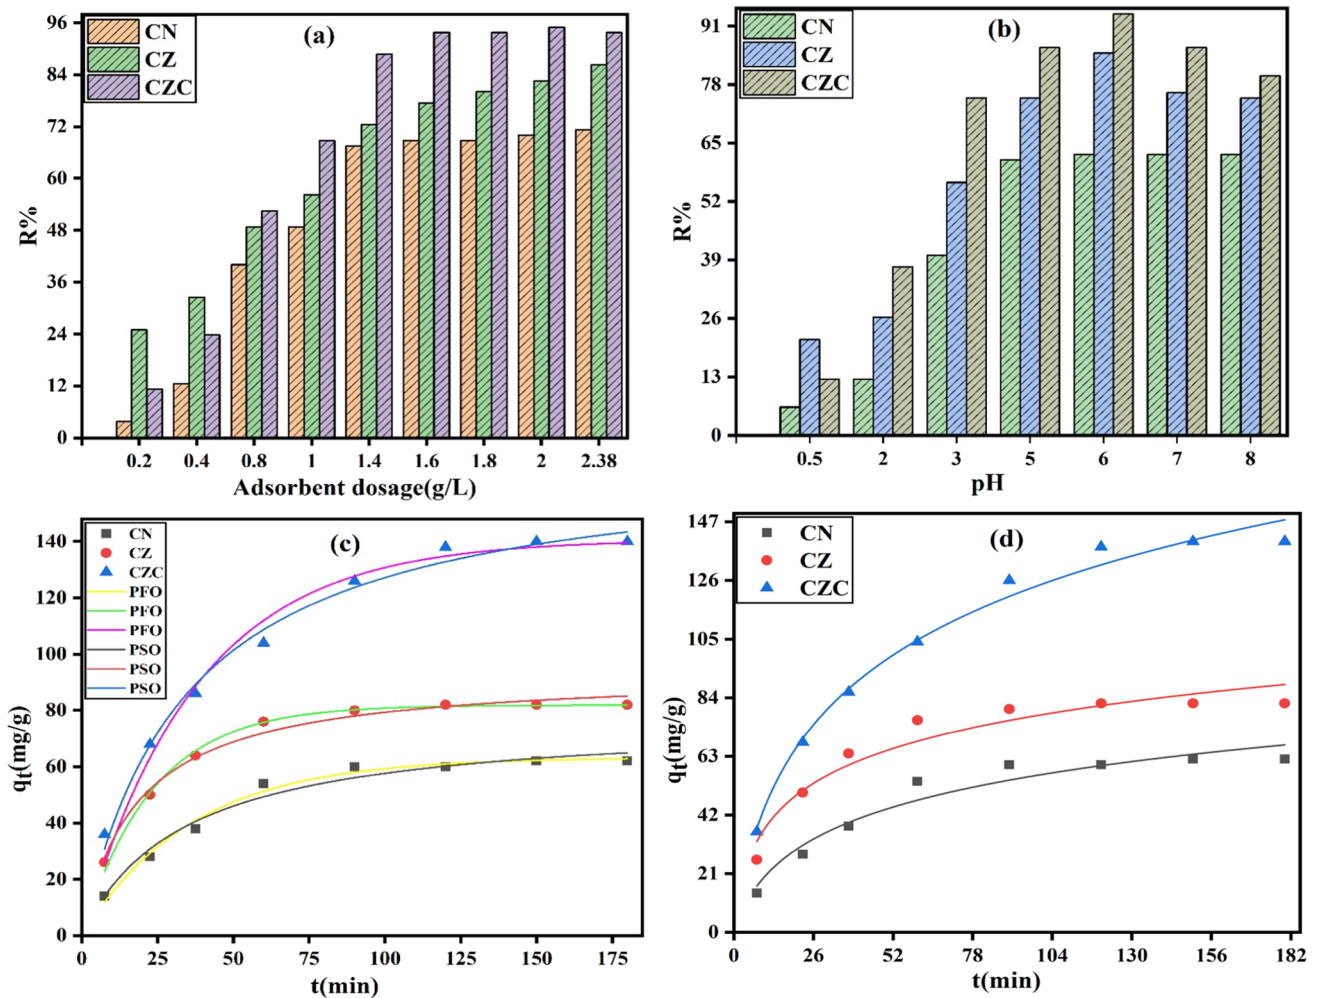 (a)
CN
CZ
CZC
R%
96
84
72
60
48
36
24
12
0
0.2 0.4 0.8 1 1.4 1.6 1.8 2 2.38
Adsorbent dosage(g/L)
(b)
CN
CZ
CZC
R%
91
78
65
52
39
26
13
0
0.5 2 3 5 6 7 8
pH
(c)
CN
CZ
CZC
PFO
PFO
PFO
PSO
PSO
PSO
qt(mg/g)
140
120
100
80
60
40
20
0
0 25 50 75 100 125 150 175
t(min)
(d)
CN
CZ
CZC
qt(mg/g)
147
126
105
84
63
42
21
0
0 26 52 78 104 130 156 182
t(min)